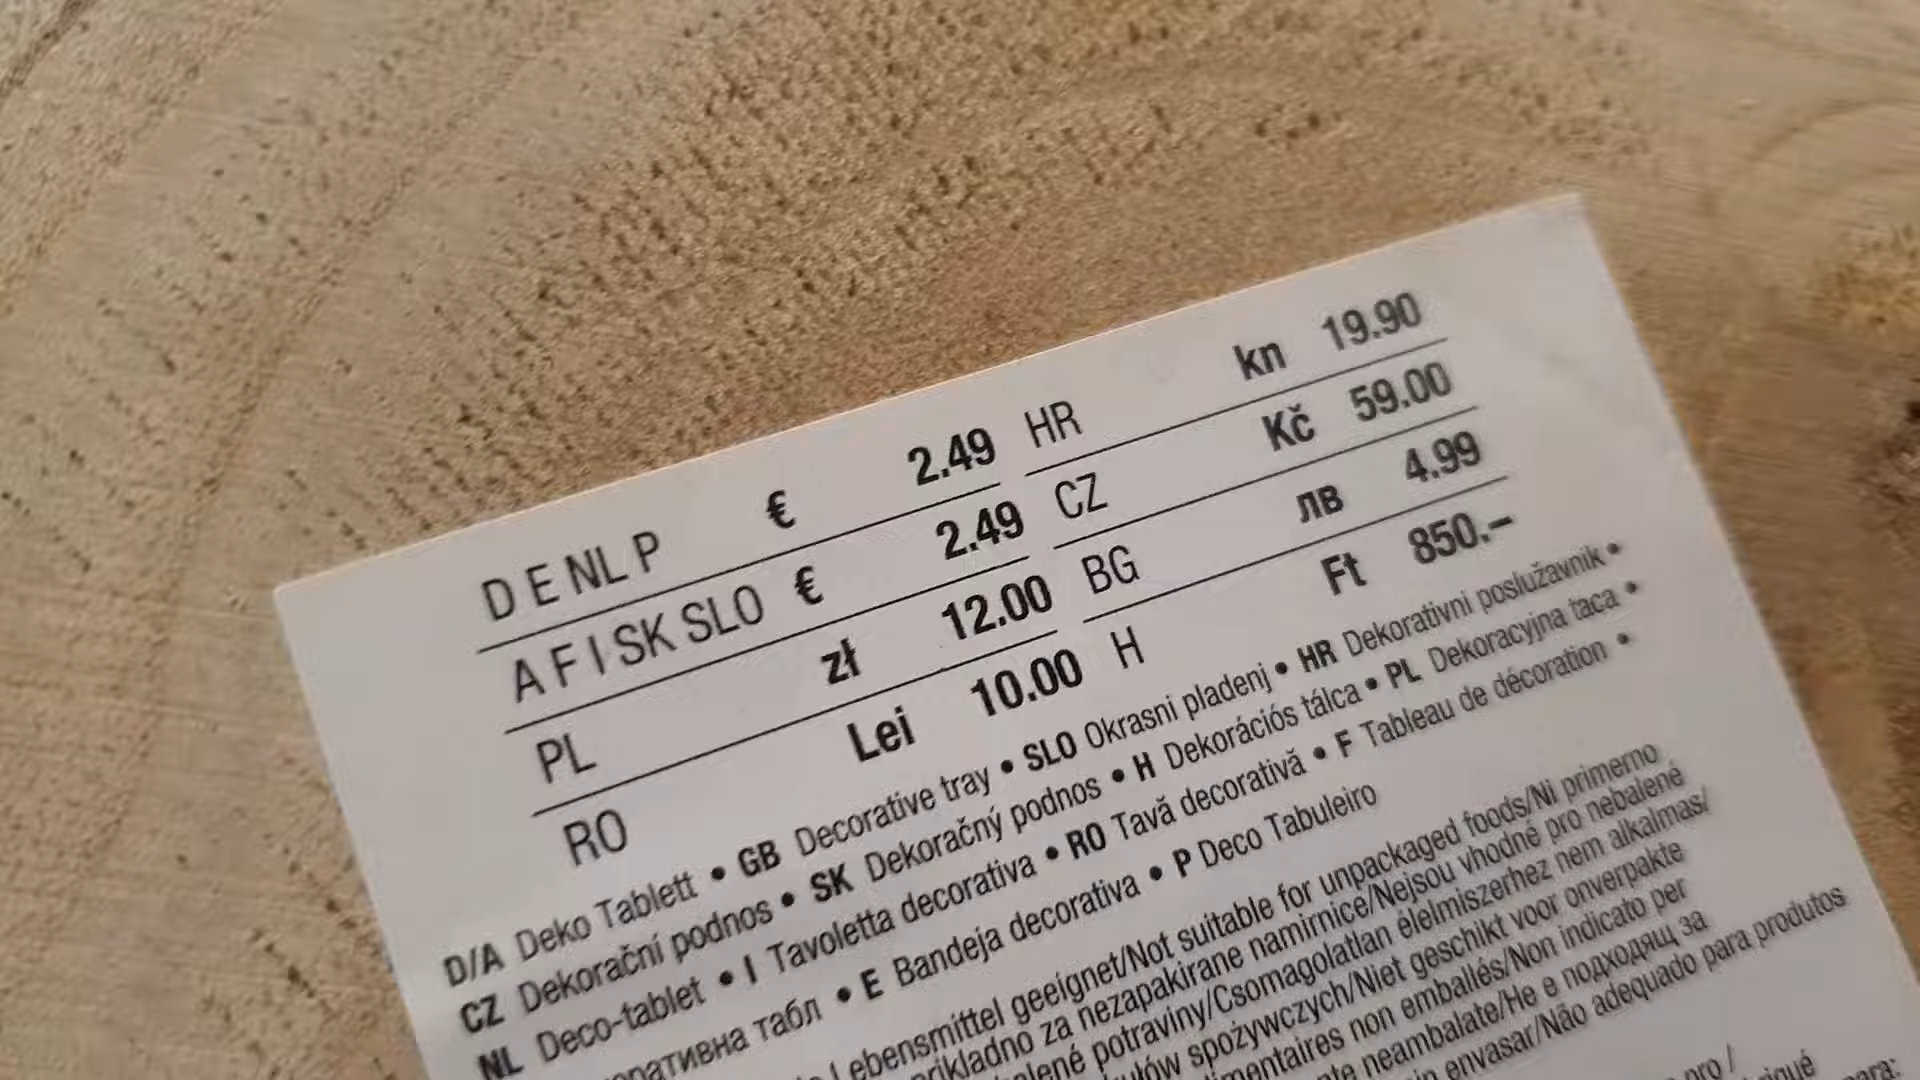 D E NL P € 2.49 HR kn 19.90
A F I SK SLO € 2.49 CZ Kč 59.00
PL zł 12.00 BG лв 4.99
RO Lei 10.00 H Ft 850.–
D/A Deko Tablett • GB Decorative tray • SLO Okrasni pladenj • HR Dekorativni poslužavnik •
CZ Dekorační podnos • SK Dekoračný podnos • H Dekorációs tálca • PL Dekoracyjna taca •
NL Deco-tablet • I Tavoletta decorativa • RO Tavă decorativă • F Tableau de décoration •
табл • E Bandeja decorativa • P Deco Tabuleiro
Lebensmittel geeignet/Not suitable for unpackaged foods/Ni primerno
za nezapakirane namirnice/Nejsou vhodné pro nebalené
potraviny/Csomagolatlan élelmiszerhez nem alkalmas/
spożywczych/Niet geschikt voor onverpakte
non emballés/Non indicato per
neambalate/Не е подходящ за
envasar/Não adequado para produtos
pro /
para: